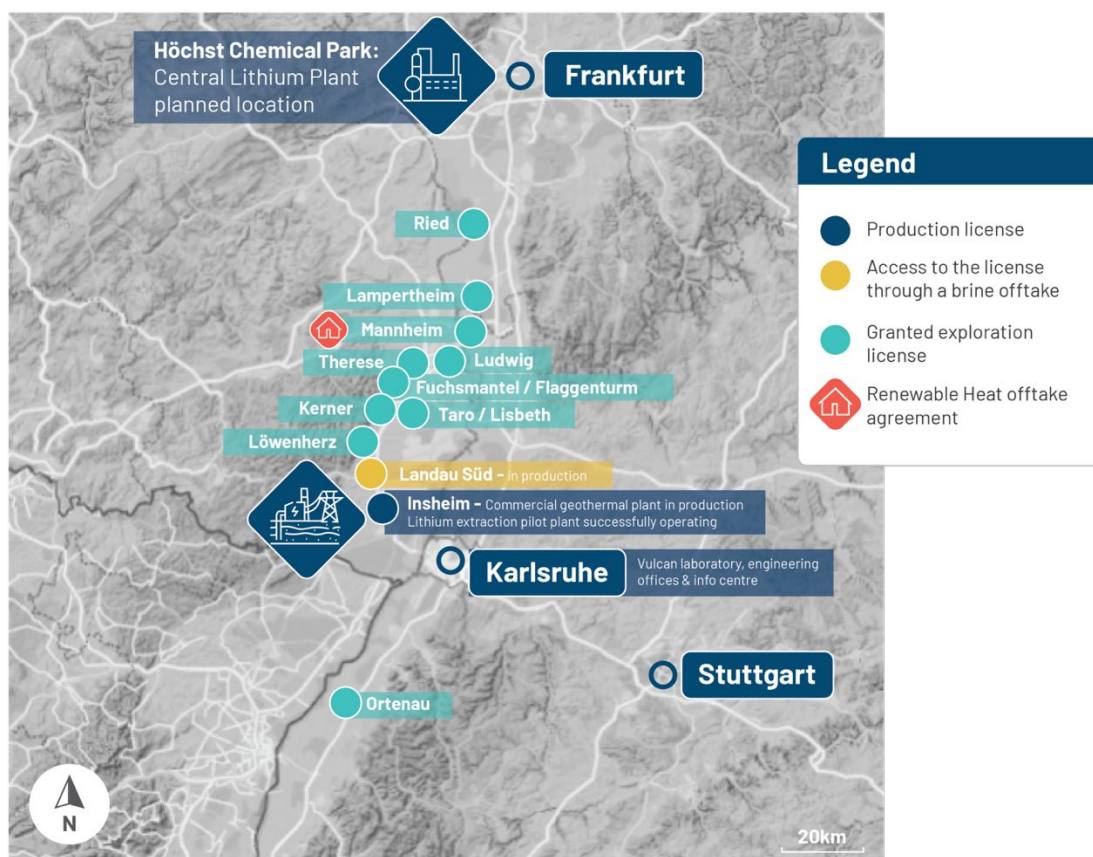 Höchst Chemical Park:
Central Lithium Plant
planned location
Frankfurt
Legend
Production license
Access to the license
through a brine offtake
Granted exploration
license
Renewable Heat offtake
agreement
Ried
Lampertheim
Mannheim
Therese
Ludwig
Fuchsmantel / Flaggenturm
Kerner
Taro / Lisbeth
Löwenherz
Landau Süd - in production
Insheim - Commercial geothermal plant in production
Lithium extraction pilot plant successfully operating
Karlsruhe
Vulcan laboratory, engineering
offices & info centre
Stuttgart
Ortenau
N
20km